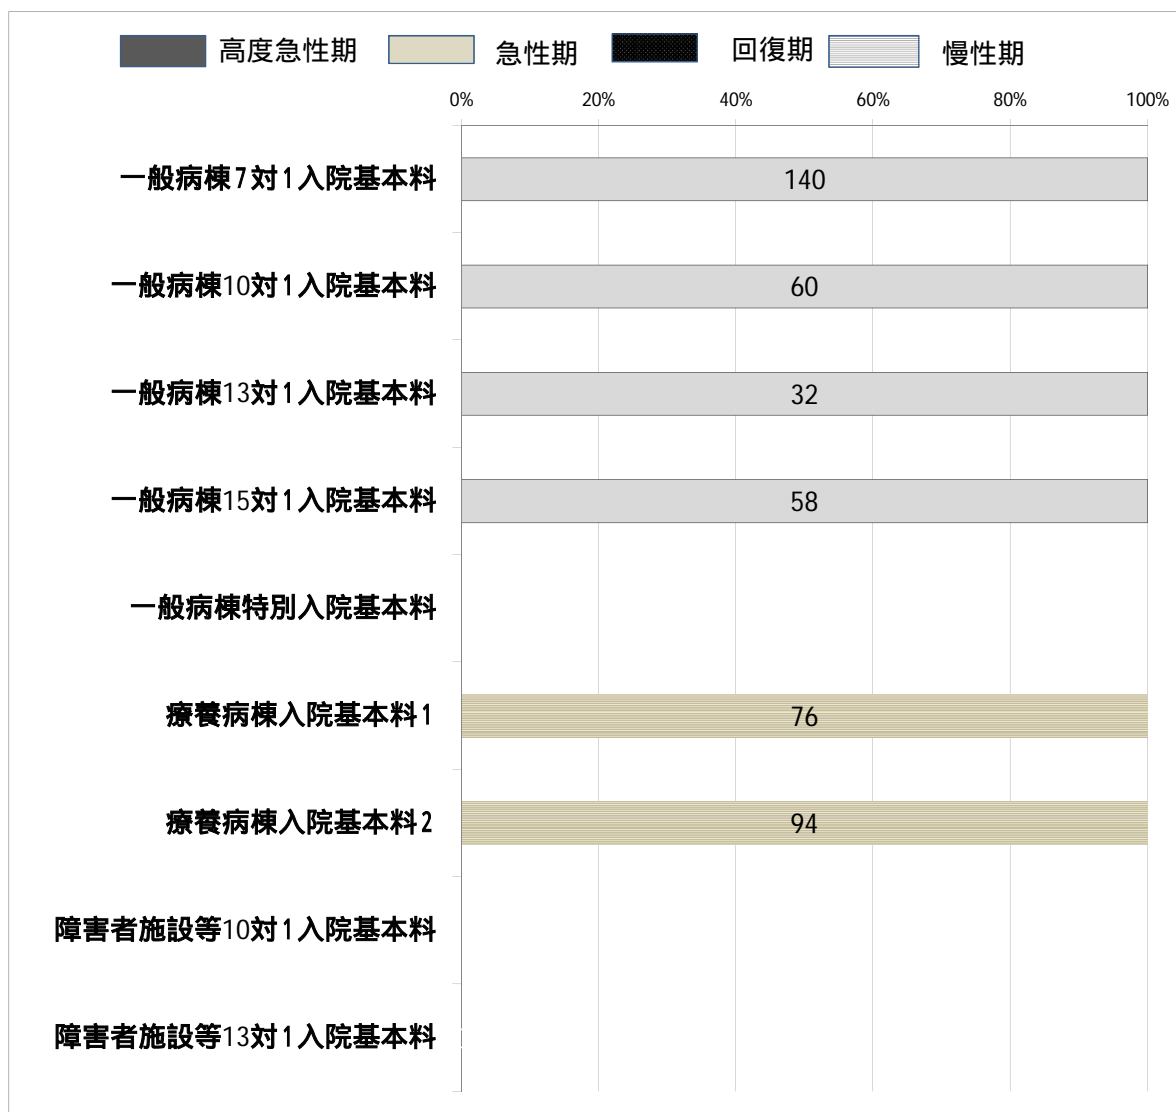 高度急性期 急性期 回復期 慢性期
0% 20% 40% 60% 80% 100%
一般病棟7対1入院基本料 140
一般病棟10対1入院基本料 60
一般病棟13対1入院基本料 32
一般病棟15対1入院基本料 58
一般病棟特別入院基本料
療養病棟入院基本料1 76
療養病棟入院基本料2 94
障害者施設等10対1入院基本料
障害者施設等13対1入院基本料